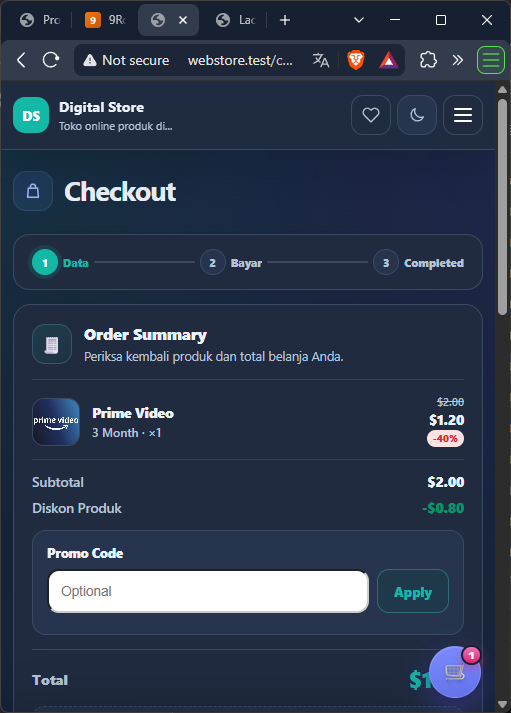 Pro
9
9R
Lac
Not secure
webstore.test/c...
DS
Digital Store
Toko online produk di...
Checkout
1 Data
2 Bayar
3 Completed
Order Summary
Periksa kembali produk dan total belanja Anda.
prime video
Prime Video
3 Month · ×1
$2.00
$1.20
-40%
Subtotal $2.00
Diskon Produk -$0.80
Promo Code
Optional
Apply
1
Total